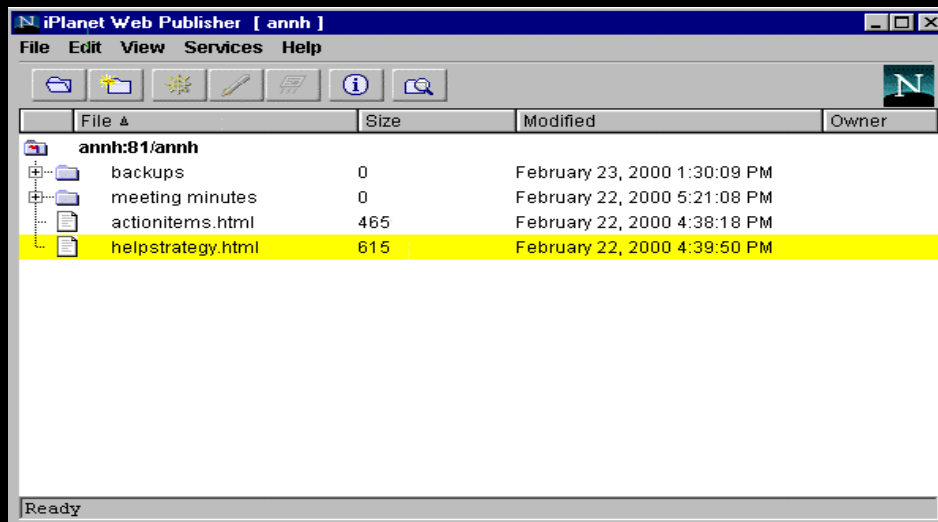 N iPlanet Web Publisher [ annh ]
File Edit View Services Help
N
File Size Modified Owner
annh:81/annh
backups 0 February 23, 2000 1:30:09 PM
meeting minutes 0 February 22, 2000 5:21:08 PM
actionitems.html 465 February 22, 2000 4:38:18 PM
helpstrategy.html 615 February 22, 2000 4:39:50 PM
Ready